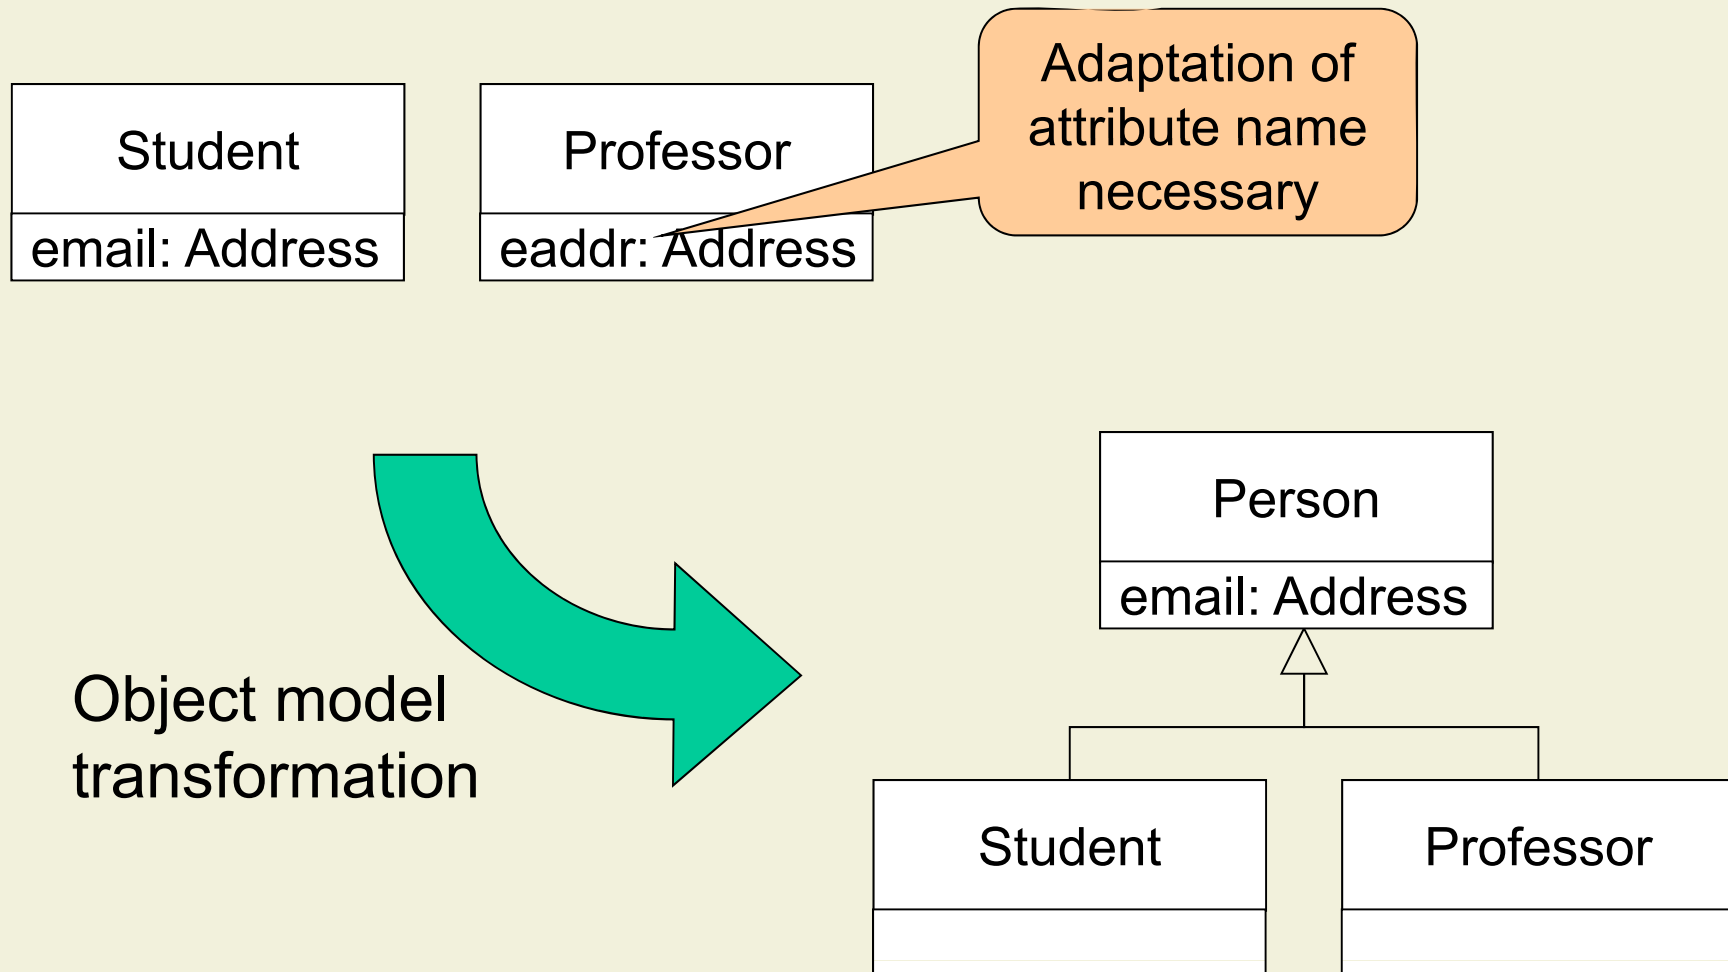 Adaptation of
attribute name
necessary
Student
email: Address
Professor
eaddr: Address
Object model
transformation
Person
email: Address
Student
Professor